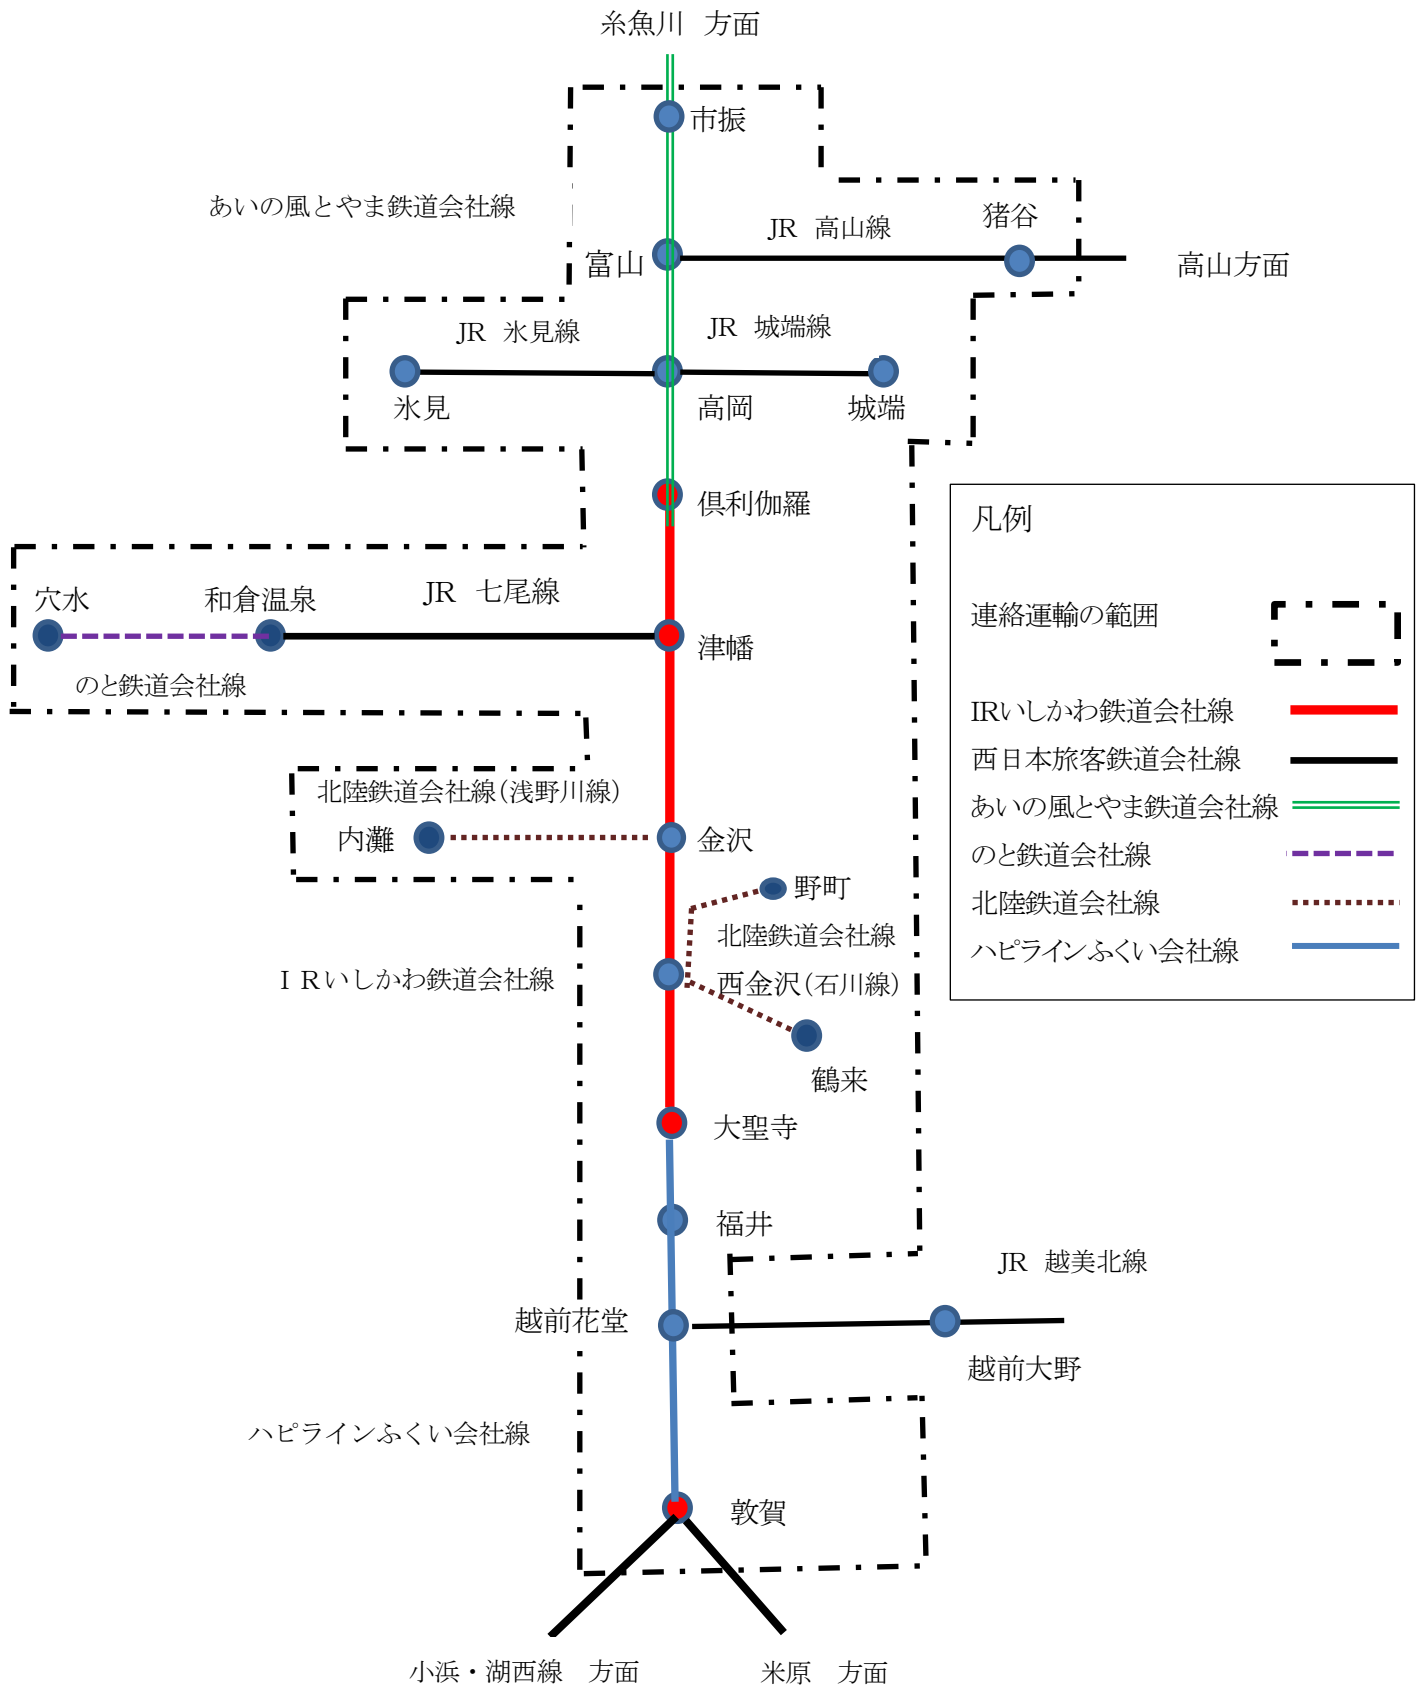 糸魚川　方面
市振
あいの風とやま鉄道会社線
猪谷
JR　高山線
富山
高山方面
JR　氷見線
JR　城端線
氷見
高岡
城端
倶利伽羅
凡例
連絡運輸の範囲
IRいしかわ鉄道会社線
西日本旅客鉄道会社線
あいの風とやま鉄道会社線
のと鉄道会社線
北陸鉄道会社線
ハピラインふくい会社線
JR　七尾線
穴水
和倉温泉
津幡
のと鉄道会社線
北陸鉄道会社線（浅野川線）
内灘
金沢
野町
北陸鉄道会社線
西金沢（石川線）
ＩＲいしかわ鉄道会社線
鶴来
大聖寺
福井
JR　越美北線
越前花堂
越前大野
ハピラインふくい会社線
敦賀
小浜・湖西線　方面
米原　方面